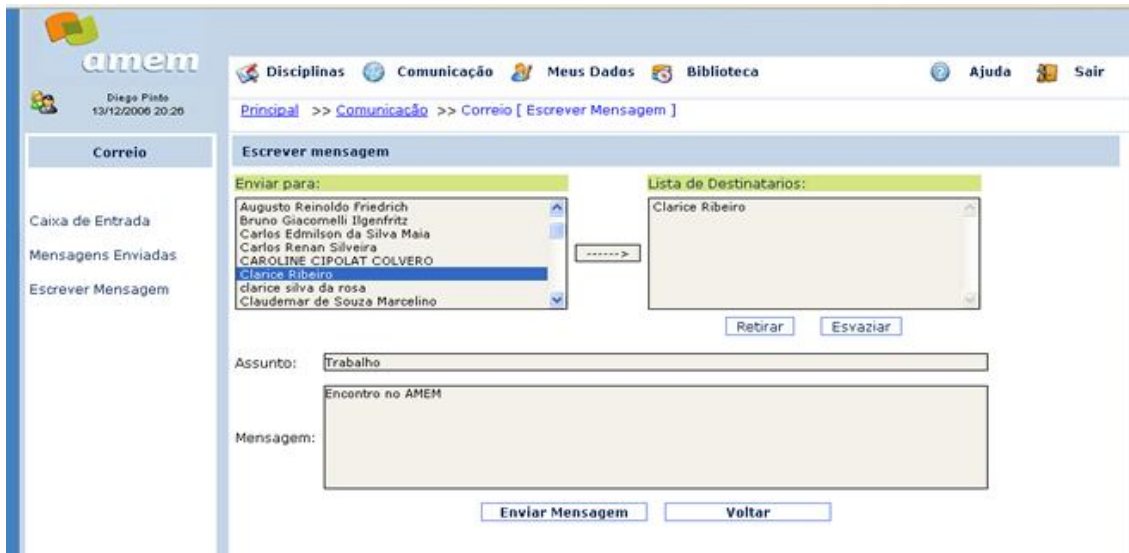 amem
Disciplinas Comunicação Meus Dados Biblioteca Ajuda Sair
Diego Pinto
13/12/2006 20:26
Principal >> Comunicação >> Correio [ Escrever Mensagem ]
Correio
Caixa de Entrada
Mensagens Enviadas
Escrever Mensagem
Escrever mensagem
Enviar para:
Augusto Reinoldo Friedrich
Bruno Giacomelli Ilgenfritz
Carlos Edmilson da Silva Maia
Carlos Renan Silveira
CAROLINE CIPOLAT COLVERO
Clarice Ribeiro
clarice silva da rosa
Claudemar de Souza Marcelino
------>
Lista de Destinatarios:
Clarice Ribeiro
Retirar Esvaziar
Assunto: Trabalho
Mensagem: Encontro no AMEM
Enviar Mensagem Voltar